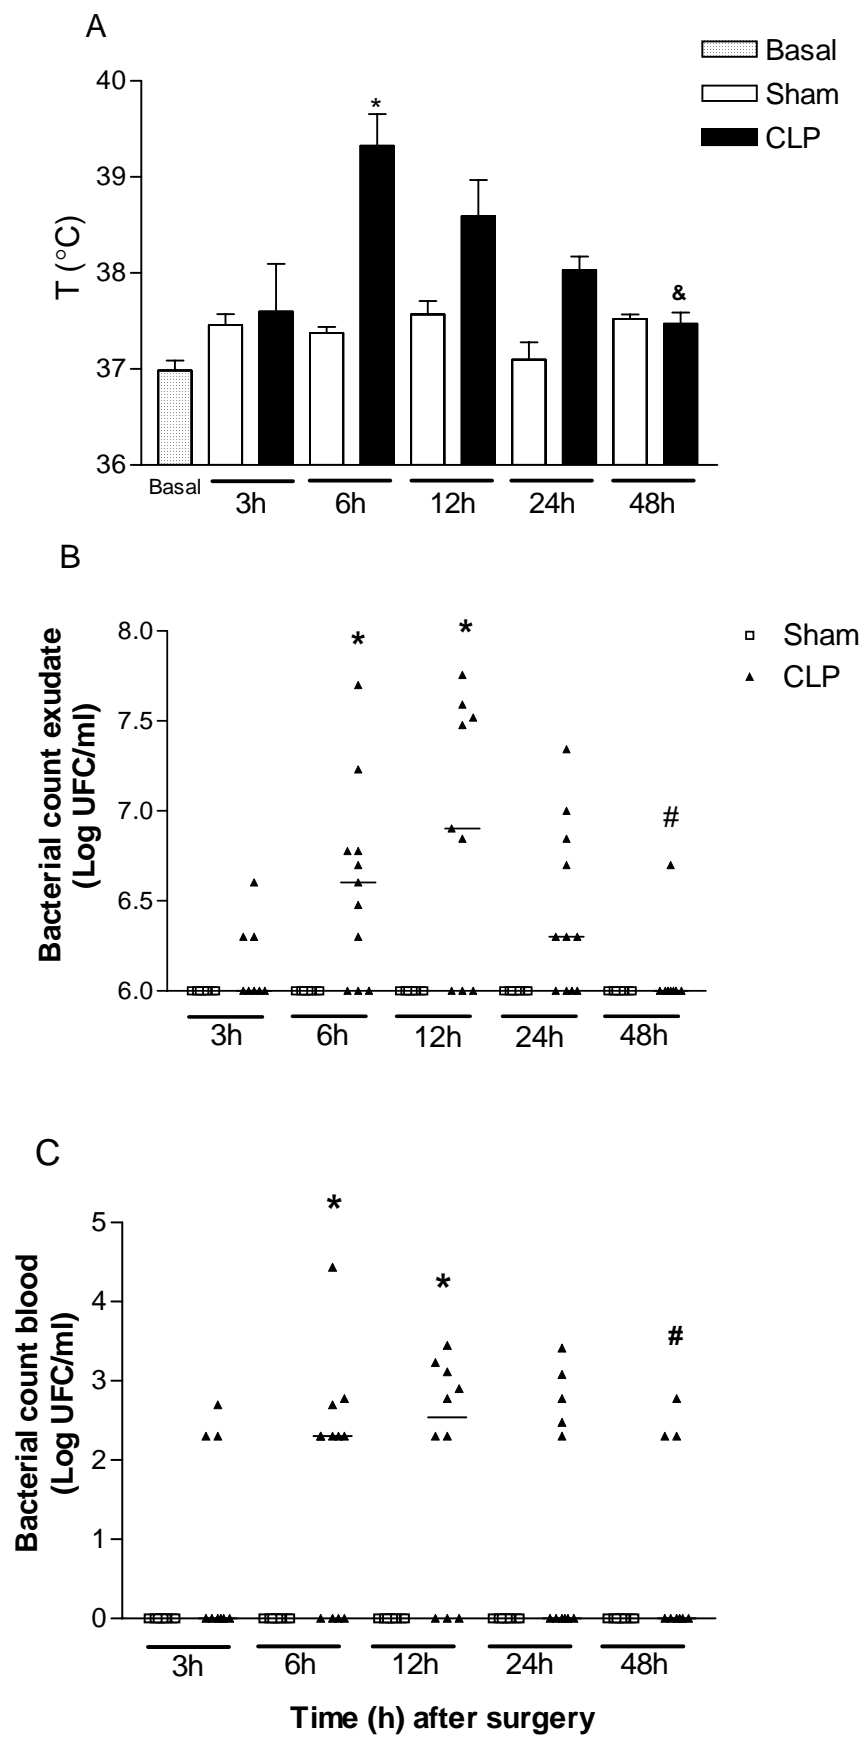 A
Basal
Sham
CLP
40
*
39
38
&
37
36
T (°C)
Basal
3h 6h 12h 24h 48h
B
Sham
CLP
8.0
* *
7.5
7.0
#
6.5
6.0
Bacterial count exudate
(Log UFC/ml)
3h 6h 12h 24h 48h
C
*
5
*
4
#
3
2
1
0
Bacterial count blood
(Log UFC/ml)
3h 6h 12h 24h 48h
Time (h) after surgery